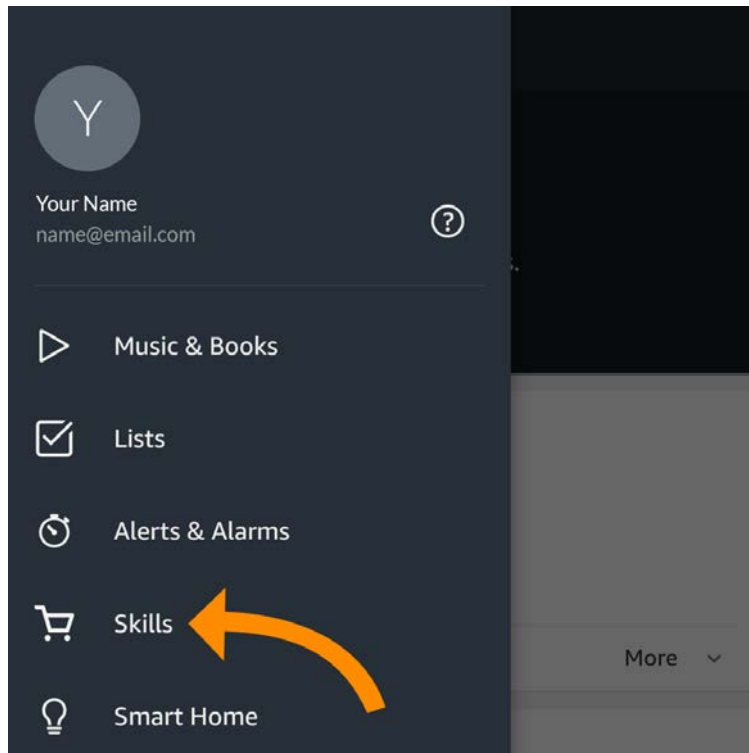 Y
Your Name
name@email.com
?
s.
Music & Books
Lists
Alerts & Alarms
Skills
More
Smart Home